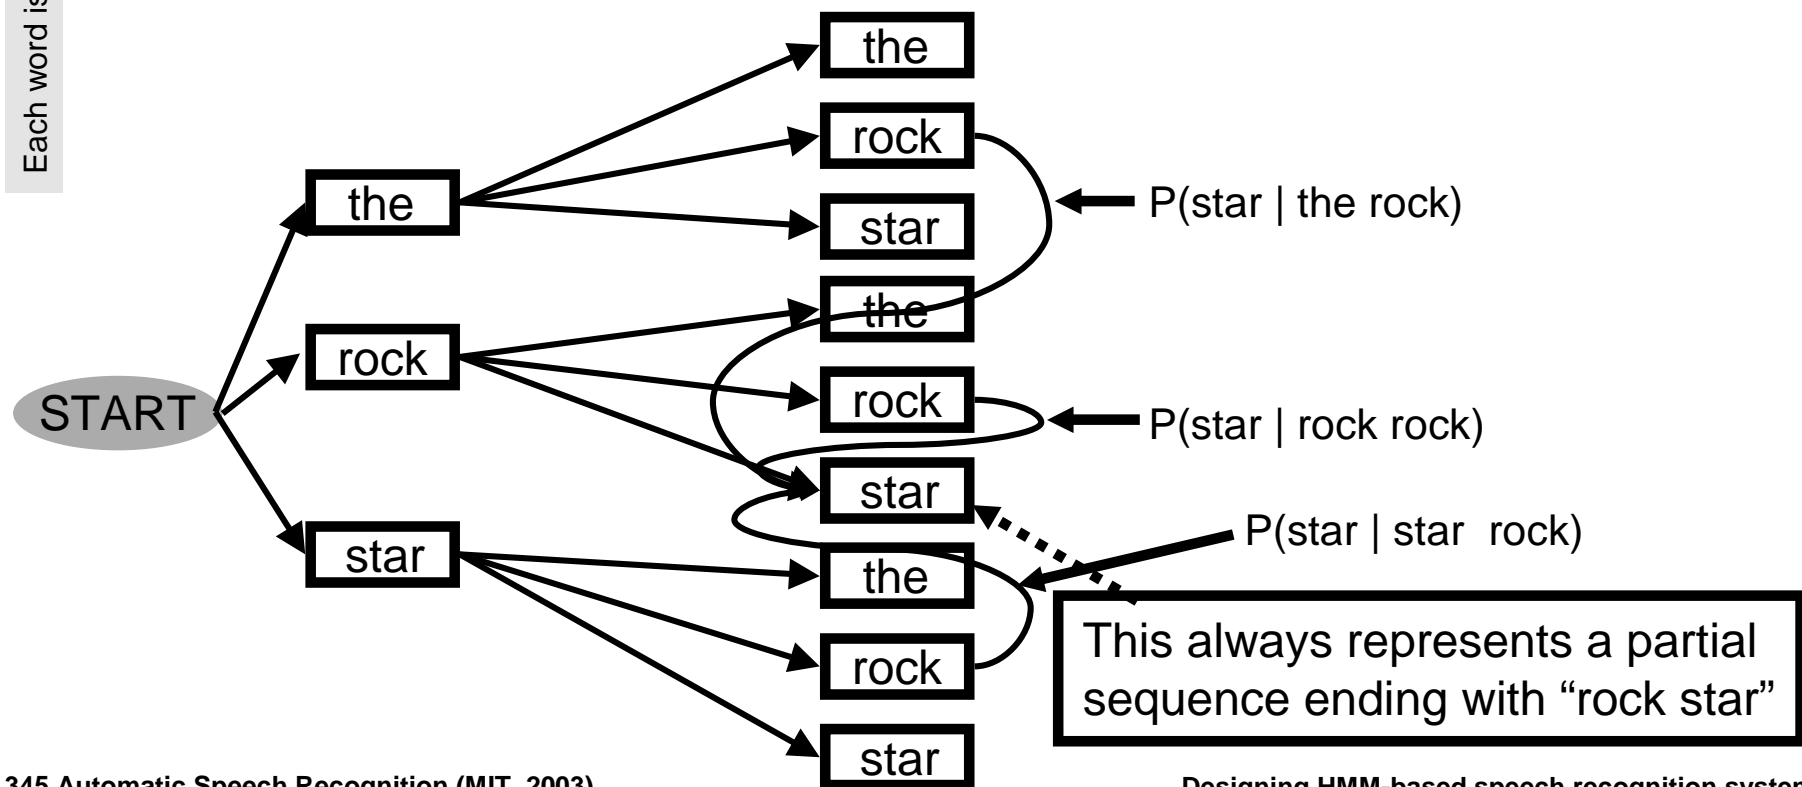 Each word is
the
rock
the
star
P(star | the rock)
the
rock
START
rock
P(star | rock rock)
star
P(star | star rock)
star
the
This always represents a partial
rock
sequence ending with “rock star”
star
345 Automatic Speech Recognition (MIT, 2003)
Designing HMM-based speech recognition system